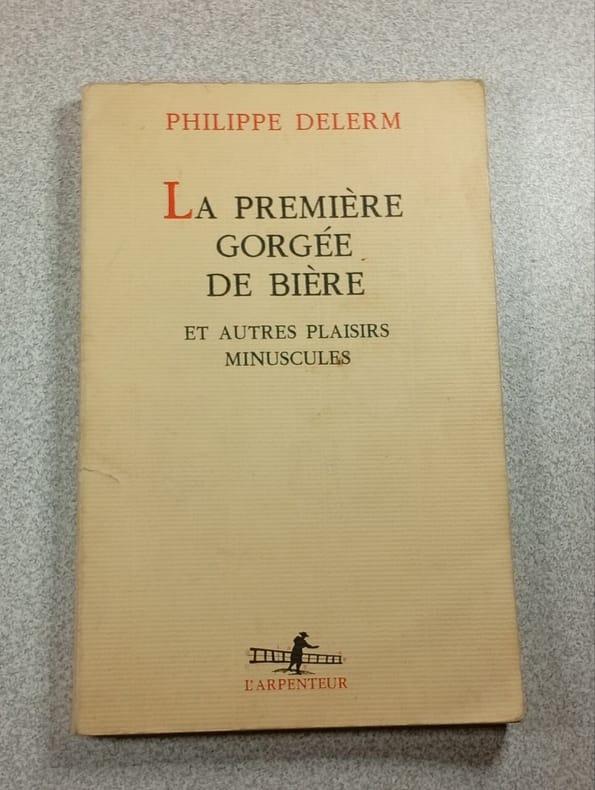 PHILIPPE DELERM
LA PREMIÈRE
GORGÉE
DE BIÈRE
ET AUTRES PLAISIRS
MINUSCULES
L'ARPENTEUR